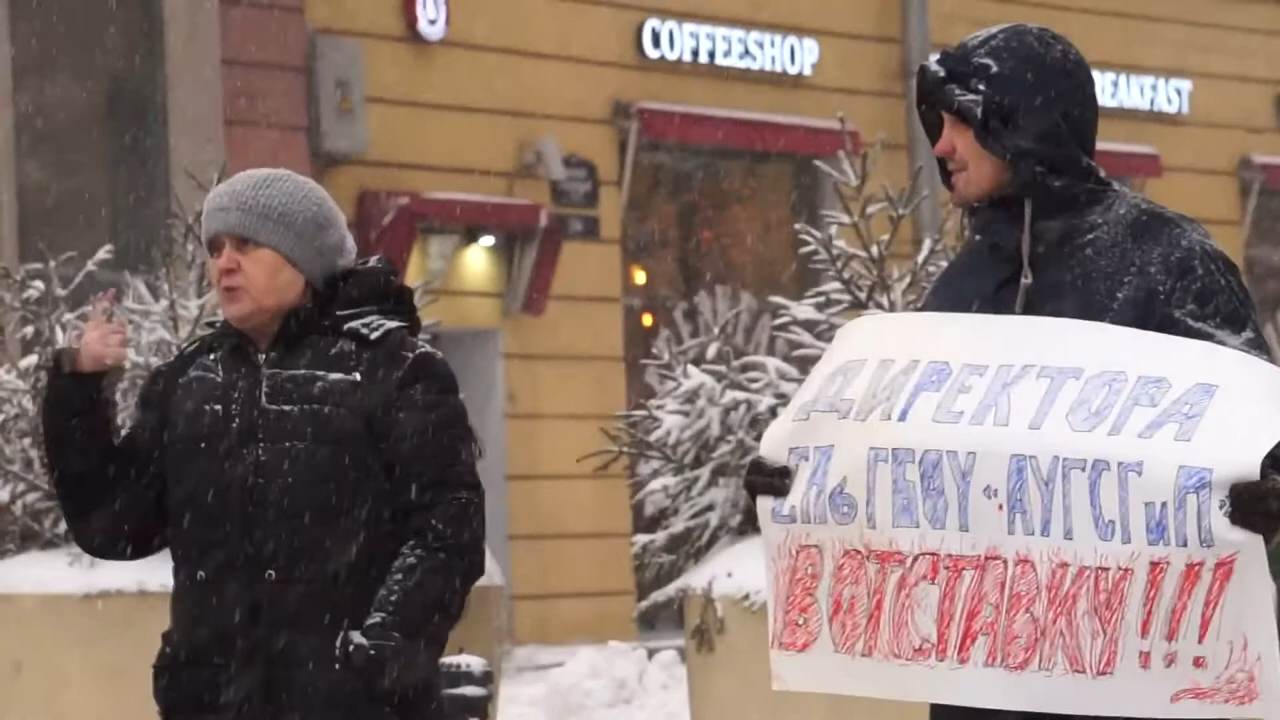 COFFEESHOP
REAKFAST
ДИРЕКТОРА
СПб ГБОУ «АУГСГиП»
В ОТСТАВКУ!!!